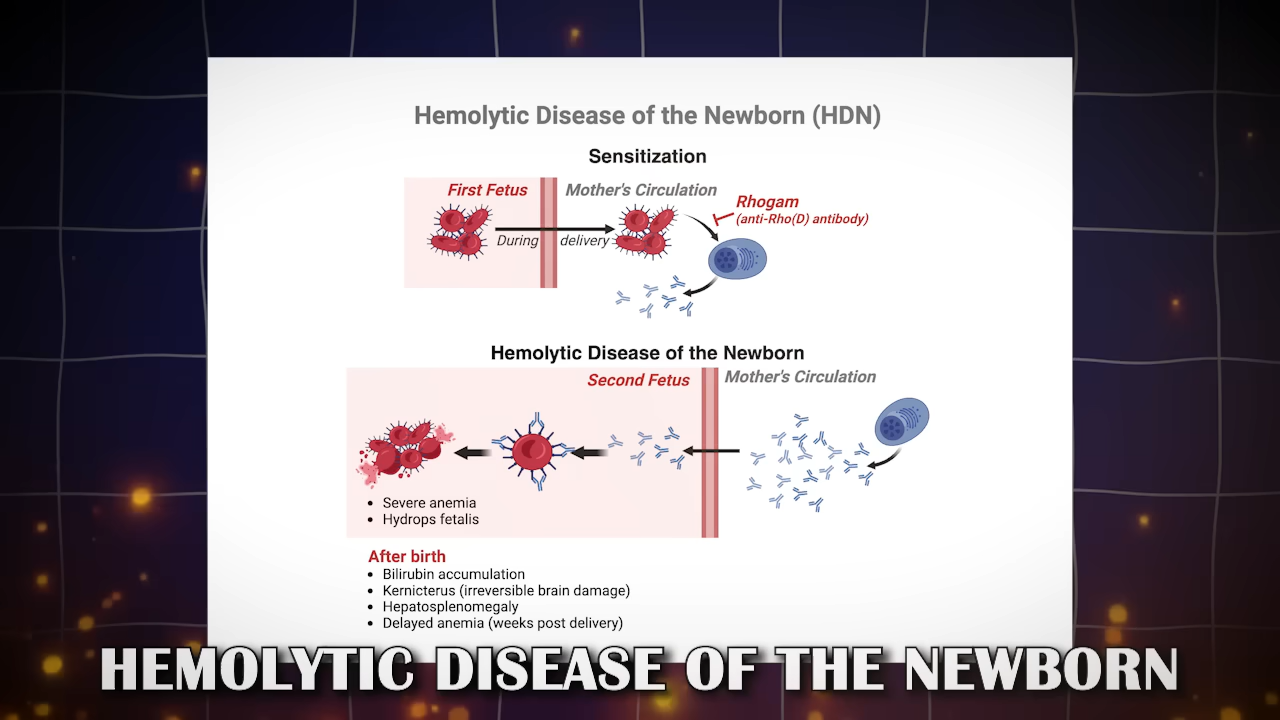 Hemolytic Disease of the Newborn (HDN)
Sensitization
First Fetus
Mother's Circulation
Rhogam
(anti-Rho(D) antibody)
During delivery
Hemolytic Disease of the Newborn
Second Fetus
Mother's Circulation
• Severe anemia
• Hydrops fetalis
After birth
• Bilirubin accumulation
• Kernicterus (irreversible brain damage)
• Hepatosplenomegaly
• Delayed anemia (weeks post delivery)
HEMOLYTIC DISEASE OF THE NEWBORN